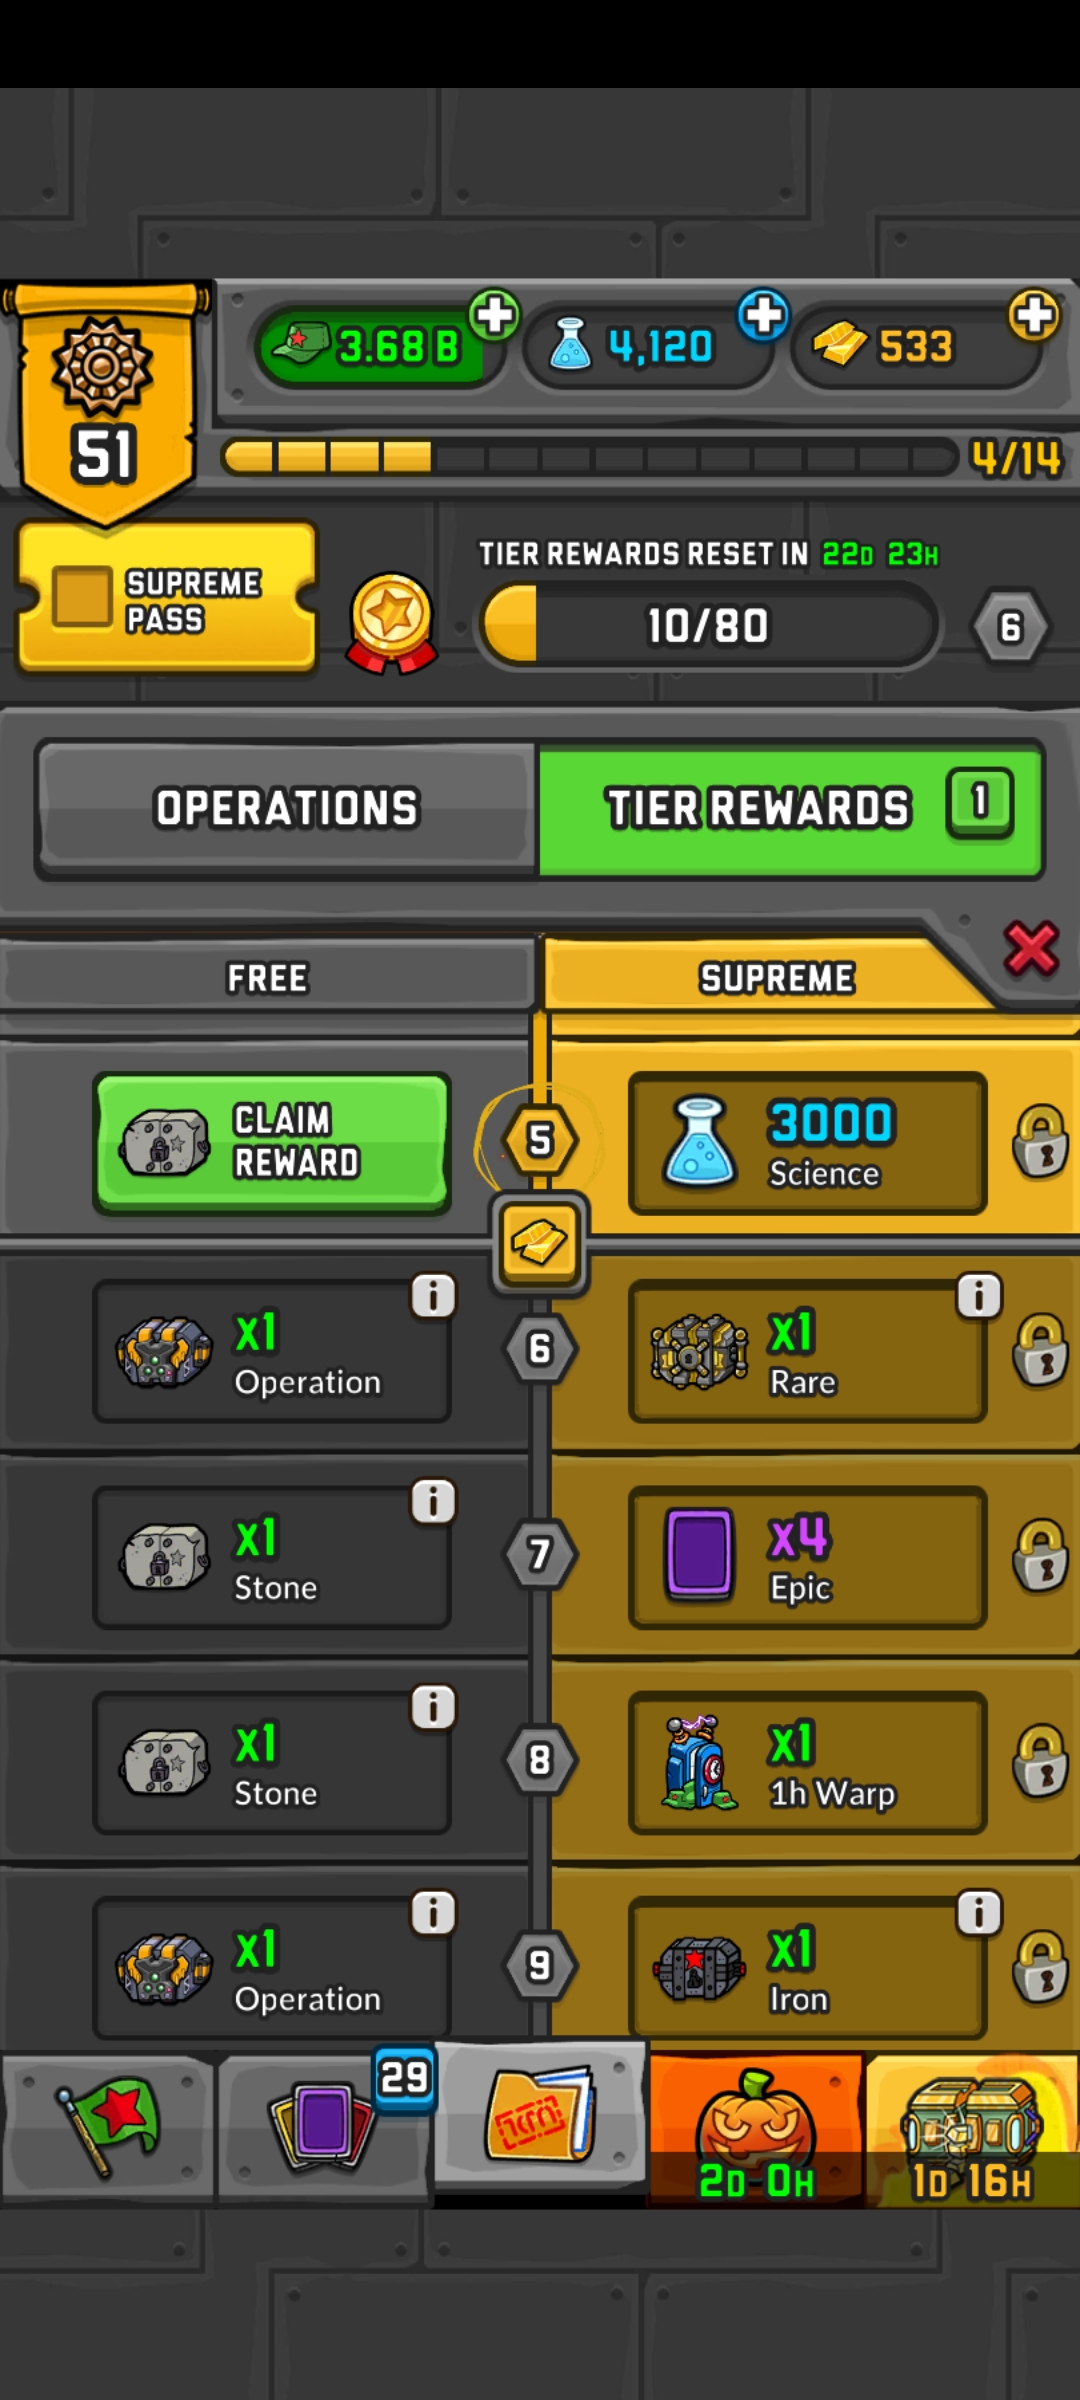 3.68 B
4,120
533
51
4/14
SUPREME
PASS
TIER REWARDS RESET IN 22D 23H
10/80
6
OPERATIONS
TIER REWARDS
1
FREE
SUPREME
CLAIM
REWARD
5
3000
Science
x1
Operation
6
x1
Rare
x1
Stone
7
x4
Epic
x1
Stone
8
x1
1h Warp
x1
Operation
9
x1
Iron
29
2D 0H
1D 16H